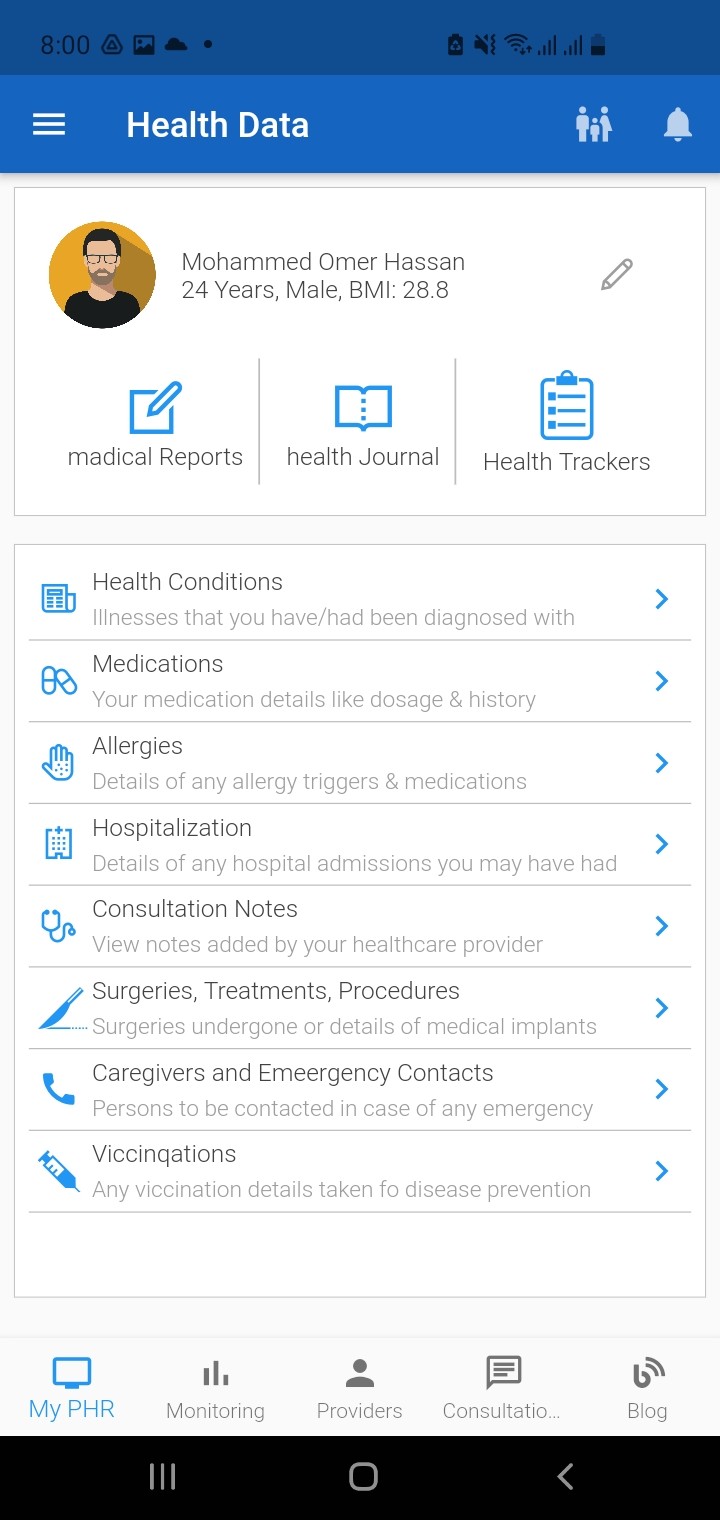 8:00
Health Data
Mohammed Omer Hassan
24 Years, Male, BMI: 28.8
madical Reports
health Journal
Health Trackers
Health Conditions
Illnesses that you have/had been diagnosed with
Medications
Your medication details like dosage & history
Allergies
Details of any allergy triggers & medications
Hospitalization
Details of any hospital admissions you may have had
Consultation Notes
View notes added by your healthcare provider
Surgeries, Treatments, Procedures
Surgeries undergone or details of medical implants
Caregivers and Emeergency Contacts
Persons to be contacted in case of any emergency
Viccinqations
Any viccination details taken fo disease prevention
My PHR
Monitoring
Providers
Consultatio...
Blog